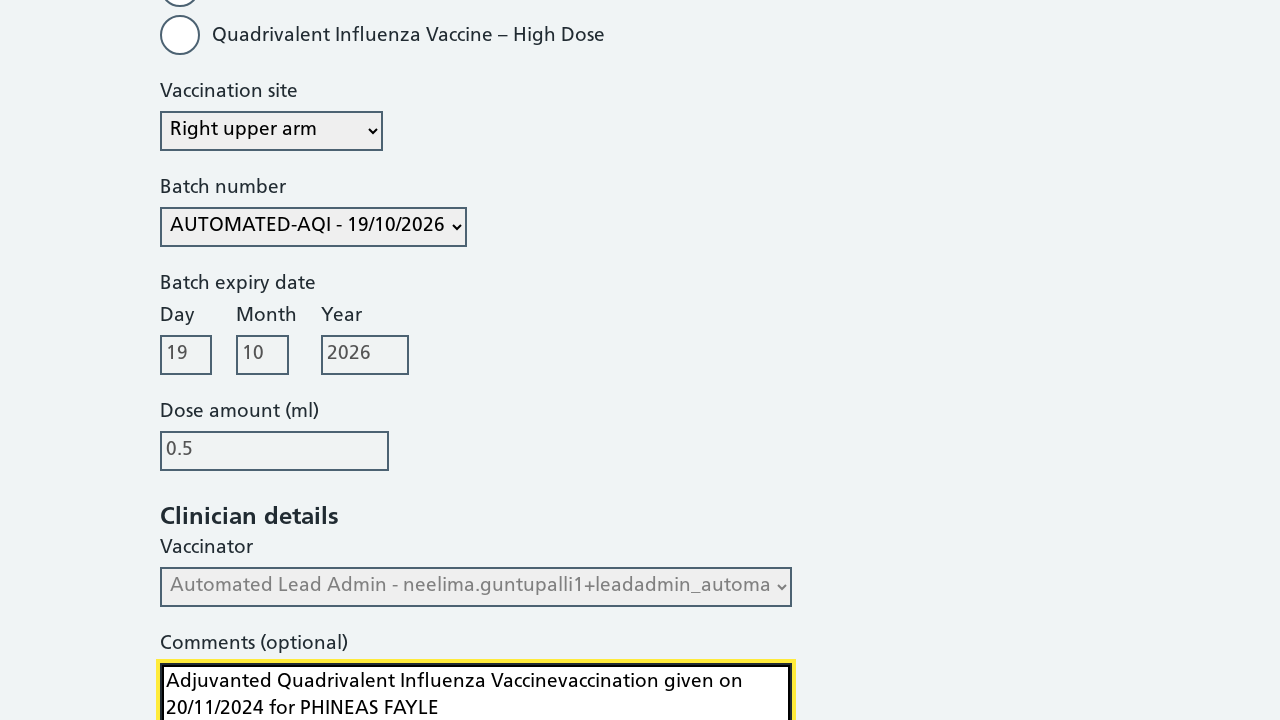 Quadrivalent Influenza Vaccine – High Dose
Vaccination site
Right upper arm
Batch number
AUTOMATED-AQI - 19/10/2026
Batch expiry date
Day Month Year
19 10 2026
Dose amount (ml)
0.5
Clinician details
Vaccinator
Automated Lead Admin - neelima.guntupalli1+leadadmin_automa
Comments (optional)
Adjuvanted Quadrivalent Influenza Vaccinevaccination given on
20/11/2024 for PHINEAS FAYLE